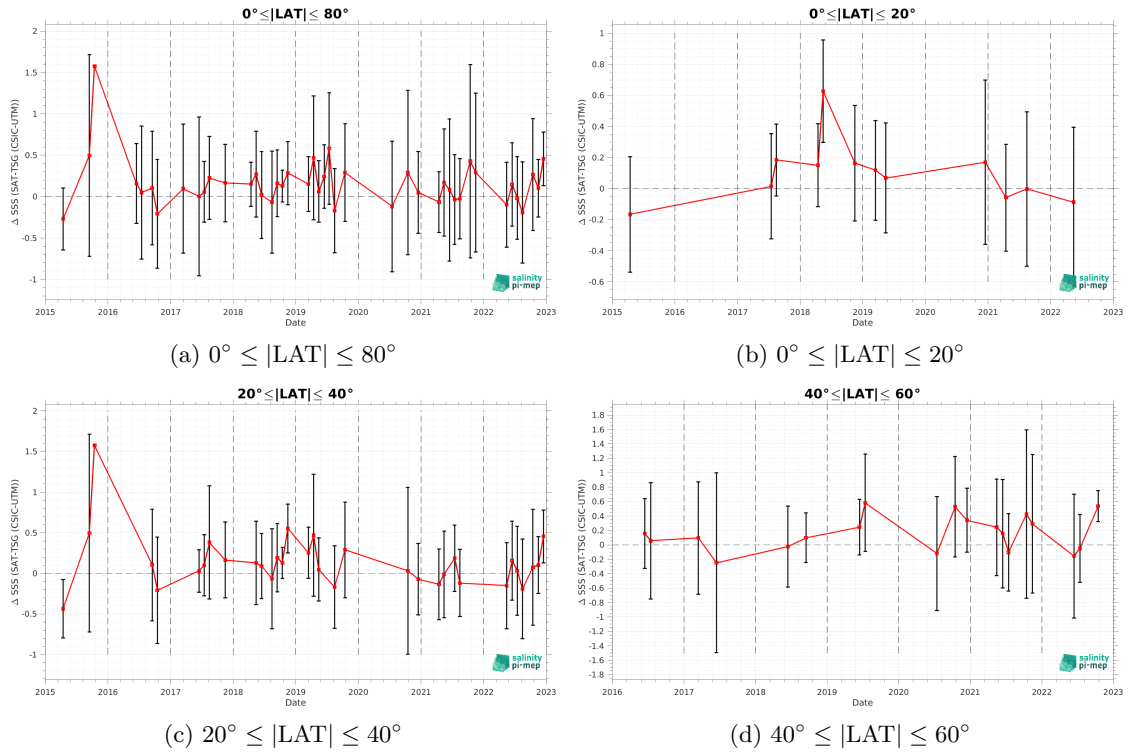 0°≤|LAT|≤ 80°
Δ SSS (SAT-TSG (CSIC-UTM))
2
1.5
1
0.5
0
-0.5
-1
2015 2016 2017 2018 2019 2020 2021 2022 2023
Date
salinity
pi-mep
(a) 0° ≤ |LAT| ≤ 80°
0°≤|LAT|≤ 20°
Δ SSS (SAT-TSG (CSIC-UTM))
1
0.8
0.6
0.4
0.2
0
-0.2
-0.4
-0.6
2015 2016 2017 2018 2019 2020 2021 2022 2023
Date
salinity
pi-mep
(b) 0° ≤ |LAT| ≤ 20°
20°≤|LAT|≤ 40°
Δ SSS (SAT-TSG (CSIC-UTM))
2
1.5
1
0.5
0
-0.5
-1
2015 2016 2017 2018 2019 2020 2021 2022 2023
Date
salinity
pi-mep
(c) 20° ≤ |LAT| ≤ 40°
40°≤|LAT|≤ 60°
Δ SSS (SAT-TSG (CSIC-UTM))
1.8
1.6
1.4
1.2
1
0.8
0.6
0.4
0.2
0
-0.2
-0.4
-0.6
-0.8
-1
-1.2
-1.4
-1.6
-1.8
2016 2017 2018 2019 2020 2021 2022 2023
Date
salinity
pi-mep
(d) 40° ≤ |LAT| ≤ 60°